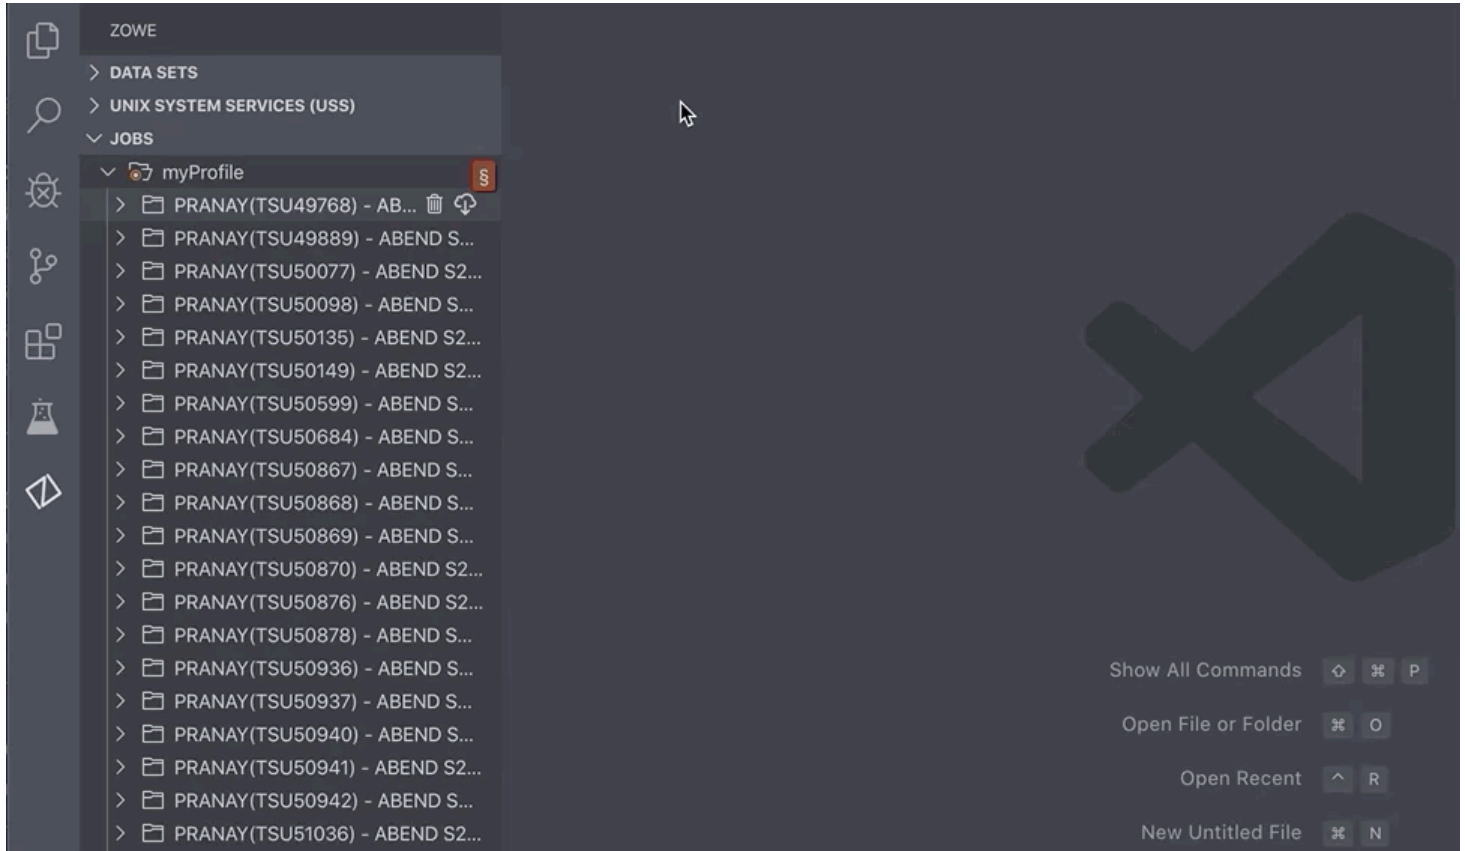 ZOWE
DATA SETS
UNIX SYSTEM SERVICES (USS)
JOBS
myProfile §
PRANAY(TSU49768) - AB...
PRANAY(TSU49889) - ABEND S...
PRANAY(TSU50077) - ABEND S2...
PRANAY(TSU50098) - ABEND S...
PRANAY(TSU50135) - ABEND S2...
PRANAY(TSU50149) - ABEND S2...
PRANAY(TSU50599) - ABEND S...
PRANAY(TSU50684) - ABEND S...
PRANAY(TSU50867) - ABEND S...
PRANAY(TSU50868) - ABEND S...
PRANAY(TSU50869) - ABEND S...
PRANAY(TSU50870) - ABEND S2...
PRANAY(TSU50876) - ABEND S2...
PRANAY(TSU50878) - ABEND S...
PRANAY(TSU50936) - ABEND S...
PRANAY(TSU50937) - ABEND S...
PRANAY(TSU50940) - ABEND S...
PRANAY(TSU50941) - ABEND S2...
PRANAY(TSU50942) - ABEND S...
PRANAY(TSU51036) - ABEND S2...
Show All Commands ⇧ ⌘ P
Open File or Folder ⌘ O
Open Recent ^ R
New Untitled File ⌘ N